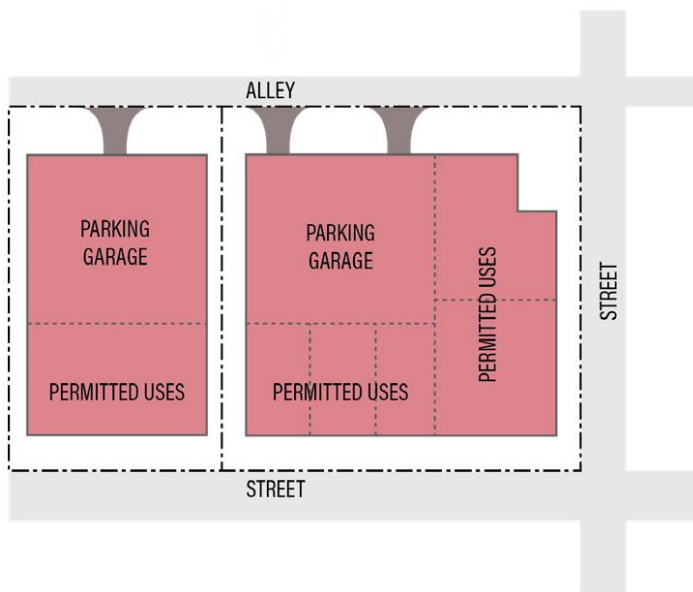 ALLEY
PARKING
GARAGE
PARKING
GARAGE
PERMITTED USES
STREET
PERMITTED USES
PERMITTED USES
STREET